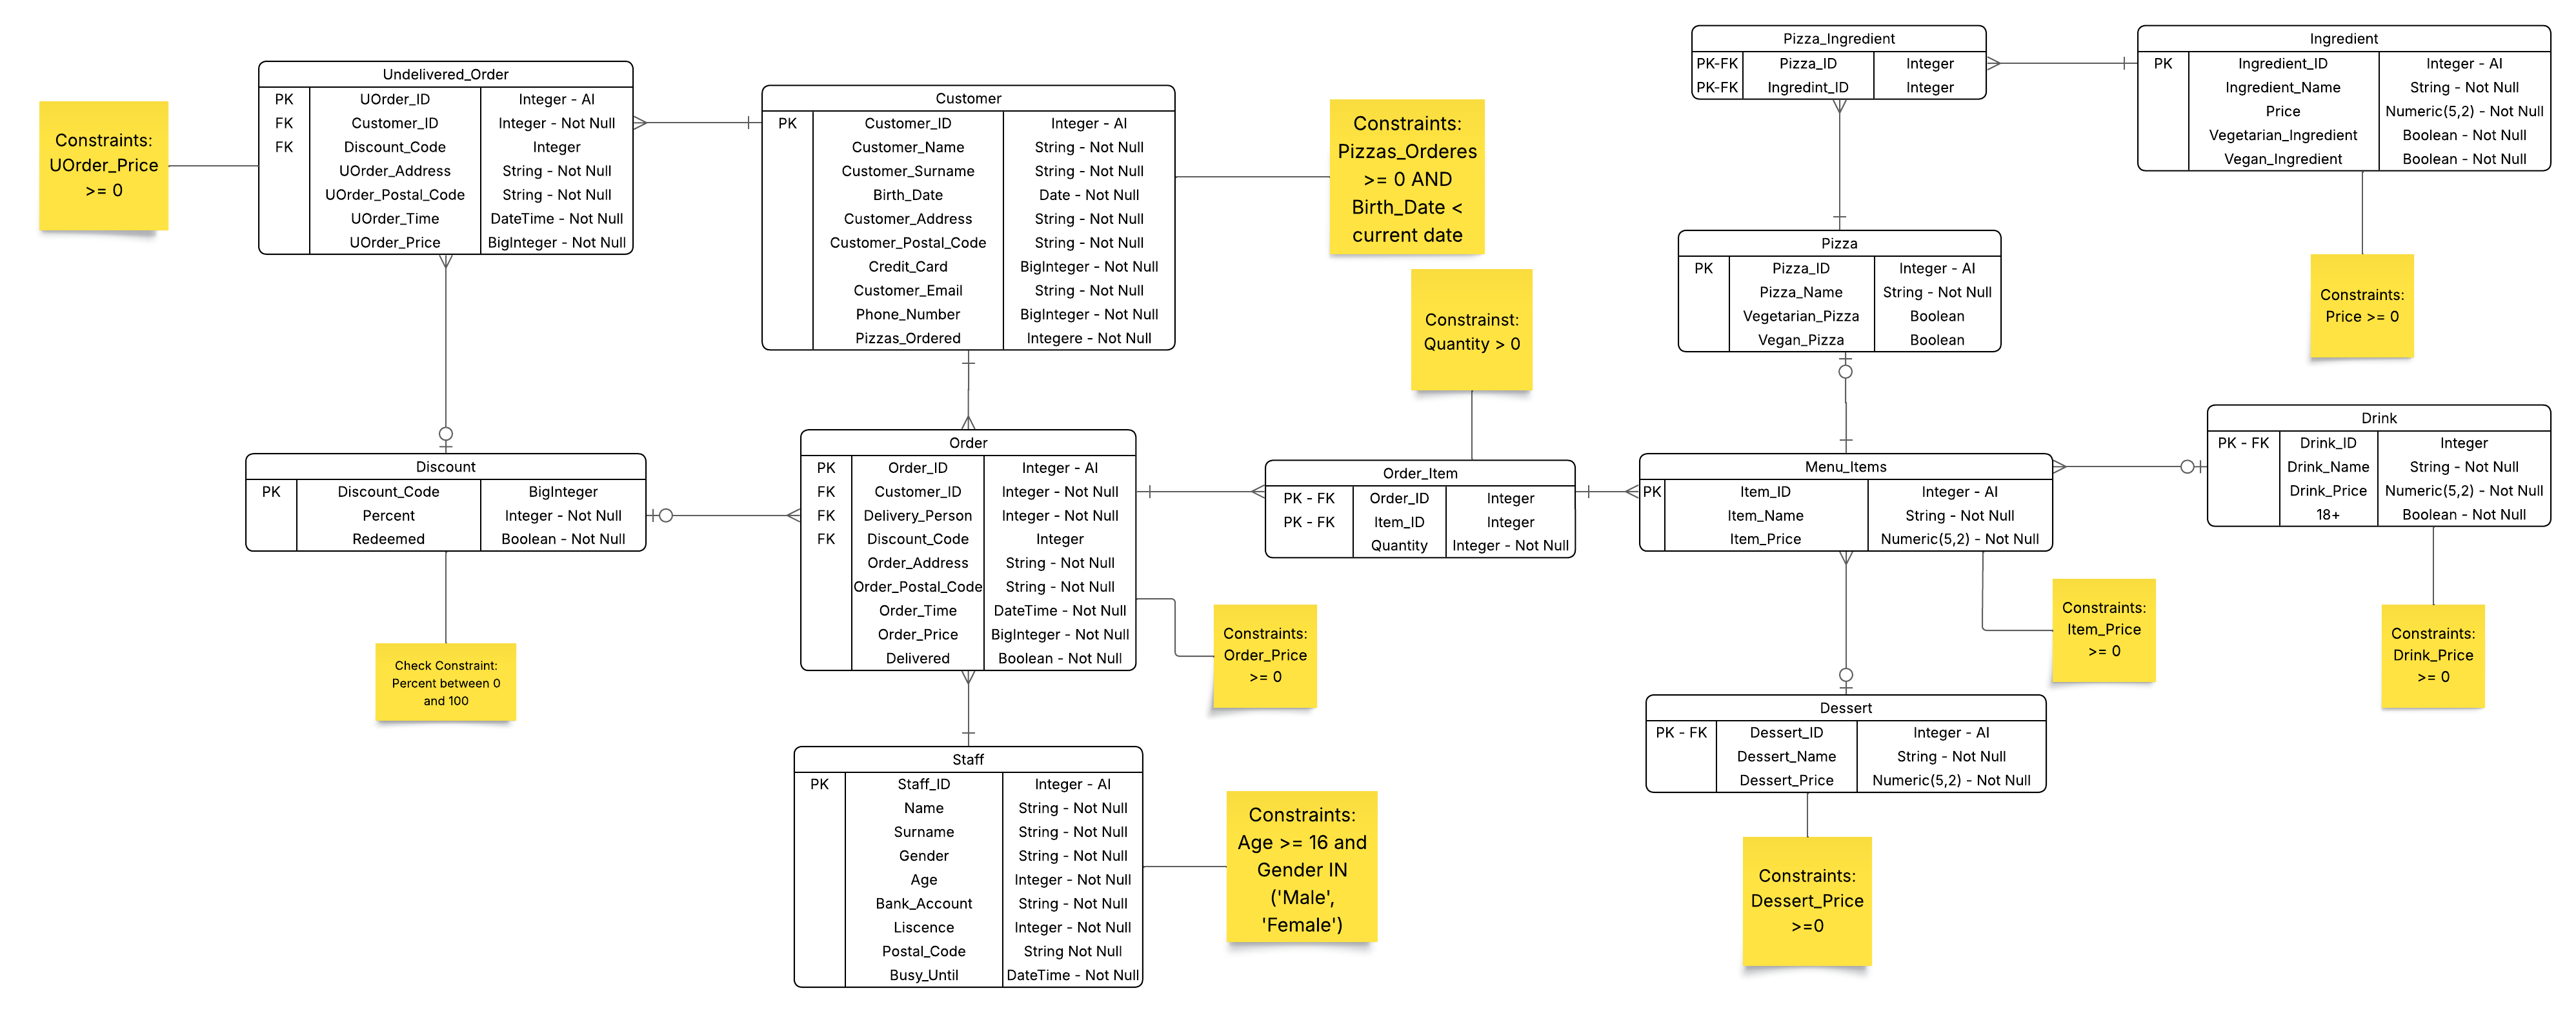 Undelivered_Order
PK UOrder_ID Integer - AI
FK Customer_ID Integer - Not Null
FK Discount_Code Integer
UOrder_Address String - Not Null
UOrder_Postal_Code String - Not Null
UOrder_Time DateTime - Not Null
UOrder_Price BigInteger - Not Null
Constraints:
UOrder_Price
>= 0
Customer
PK Customer_ID Integer - AI
Customer_Name String - Not Null
Customer_Surname String - Not Null
Birth_Date Date - Not Null
Customer_Address String - Not Null
Customer_Postal_Code String - Not Null
Credit_Card BigInteger - Not Null
Customer_Email String - Not Null
Phone_Number BigInteger - Not Null
Pizzas_Ordered Integere - Not Null
Constraints:
Pizzas_Orderes
>= 0 AND
Birth_Date <
current date
Pizza_Ingredient
PK-FK Pizza_ID Integer
PK-FK Ingredint_ID Integer
Ingredient
PK Ingredient_ID Integer - AI
Ingredient_Name String - Not Null
Price Numeric(5,2) - Not Null
Vegetarian_Ingredient Boolean - Not Null
Vegan_Ingredient Boolean - Not Null
Constraints:
Price >= 0
Pizza
PK Pizza_ID Integer - AI
Pizza_Name String - Not Null
Vegetarian_Pizza Boolean
Vegan_Pizza Boolean
Constrainst:
Quantity > 0
Discount
PK Discount_Code BigInteger
Percent Integer - Not Null
Redeemed Boolean - Not Null
Check Constraint:
Percent between 0
and 100
Order
PK Order_ID Integer - AI
FK Customer_ID Integer - Not Null
FK Delivery_Person Integer - Not Null
FK Discount_Code Integer
Order_Address String - Not Null
Order_Postal_Code String - Not Null
Order_Time DateTime - Not Null
Order_Price BigInteger - Not Null
Delivered Boolean - Not Null
Constraints:
Order_Price
>= 0
Order_Item
PK - FK Order_ID Integer
PK - FK Item_ID Integer
Quantity Integer - Not Null
Menu_Items
PK Item_ID Integer - AI
Item_Name String - Not Null
Item_Price Numeric(5,2) - Not Null
Constraints:
Item_Price
>= 0
Drink
PK - FK Drink_ID Integer
Drink_Name String - Not Null
Drink_Price Numeric(5,2) - Not Null
18+ Boolean - Not Null
Constraints:
Drink_Price
>= 0
Staff
PK Staff_ID Integer - AI
Name String - Not Null
Surname String - Not Null
Gender String - Not Null
Age Integer - Not Null
Bank_Account String - Not Null
Liscence Integer - Not Null
Postal_Code String Not Null
Busy_Until DateTime - Not Null
Constraints:
Age >= 16 and
Gender IN
('Male',
'Female')
Dessert
PK - FK Dessert_ID Integer - AI
Dessert_Name String - Not Null
Dessert_Price Numeric(5,2) - Not Null
Constraints:
Dessert_Price
>=0